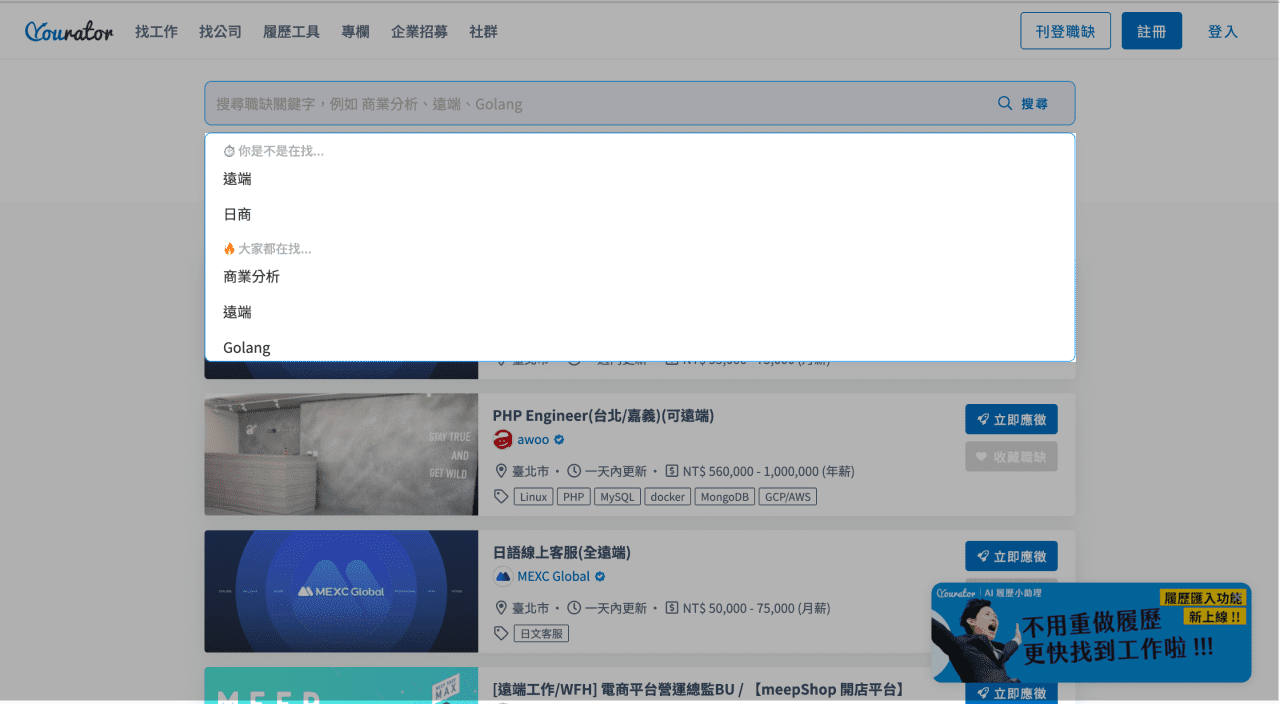 Yourator 找工作 找公司 履歷工具 專欄 企業招募 社群 刊登職缺 註冊 登入
搜尋職缺關鍵字，例如 商業分析、遠端、Golang 搜尋
你是不是在找...
遠端
日商
大家都在找...
商業分析
遠端
Golang
STAY TRUE
AND
GET WILD
PHP Engineer(台北/嘉義)(可遠端)
awoo
臺北市・一天內更新・NT$ 560,000 - 1,000,000 (年薪)
Linux PHP MySQL docker MongoDB GCP/AWS
立即應徵
收藏職缺
MEXC Global
日語線上客服(全遠端)
MEXC Global
臺北市・一天內更新・NT$ 50,000 - 75,000 (月薪)
日文客服
立即應徵
Yourator | AI 履歷小助理
履歷匯入功能
新上線 !!
不用重做履歷
更快找到工作啦 !!!
MEEP
MAX
[遠端工作/WFH] 電商平台營運總監BU / 【meepShop 開店平台】
立即應徵